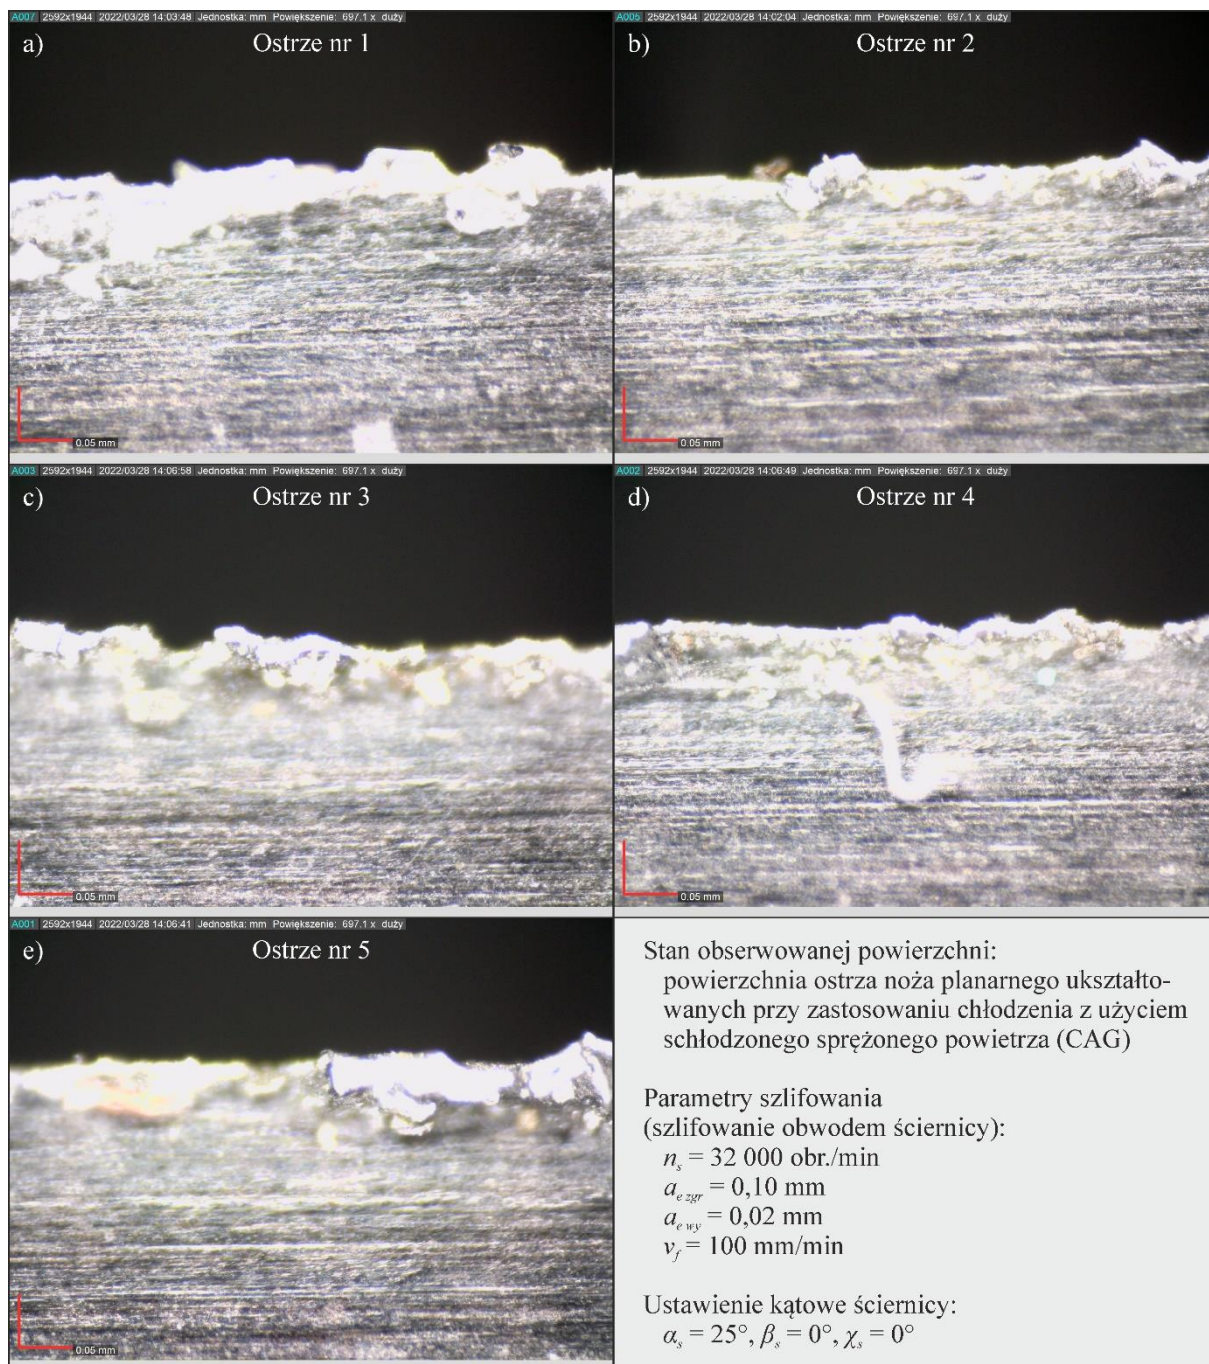 A007 2592x1944 2022/03/28 14:03:48 Jednostka: mm Powiększenie: 697.1 x duży
a) Ostrze nr 1
0.05 mm
A005 2592x1944 2022/03/28 14:02:04 Jednostka: mm Powiększenie: 697.1 x duży
b) Ostrze nr 2
0.05 mm
A003 2592x1944 2022/03/28 14:06:58 Jednostka: mm Powiększenie: 697.1 x duży
c) Ostrze nr 3
0.05 mm
A002 2592x1944 2022/03/28 14:06:49 Jednostka: mm Powiększenie: 697.1 x duży
d) Ostrze nr 4
0.05 mm
A001 2592x1944 2022/03/28 14:06:41 Jednostka: mm Powiększenie: 697.1 x duży
e) Ostrze nr 5
0.05 mm
Stan obserwowanej powierzchni:
powierzchnia ostrza noża planarnego ukształto-
wanych przy zastosowaniu chłodzenia z użyciem
schłodzonego sprężonego powietrza (CAG)
Parametry szlifowania
(szlifowanie obwodem ściernicy):
n_s = 32 000 obr./min
a_e zgr = 0,10 mm
a_e wy = 0,02 mm
v_f = 100 mm/min
Ustawienie kątowe ściernicy:
α_s = 25°, β_s = 0°, χ_s = 0°